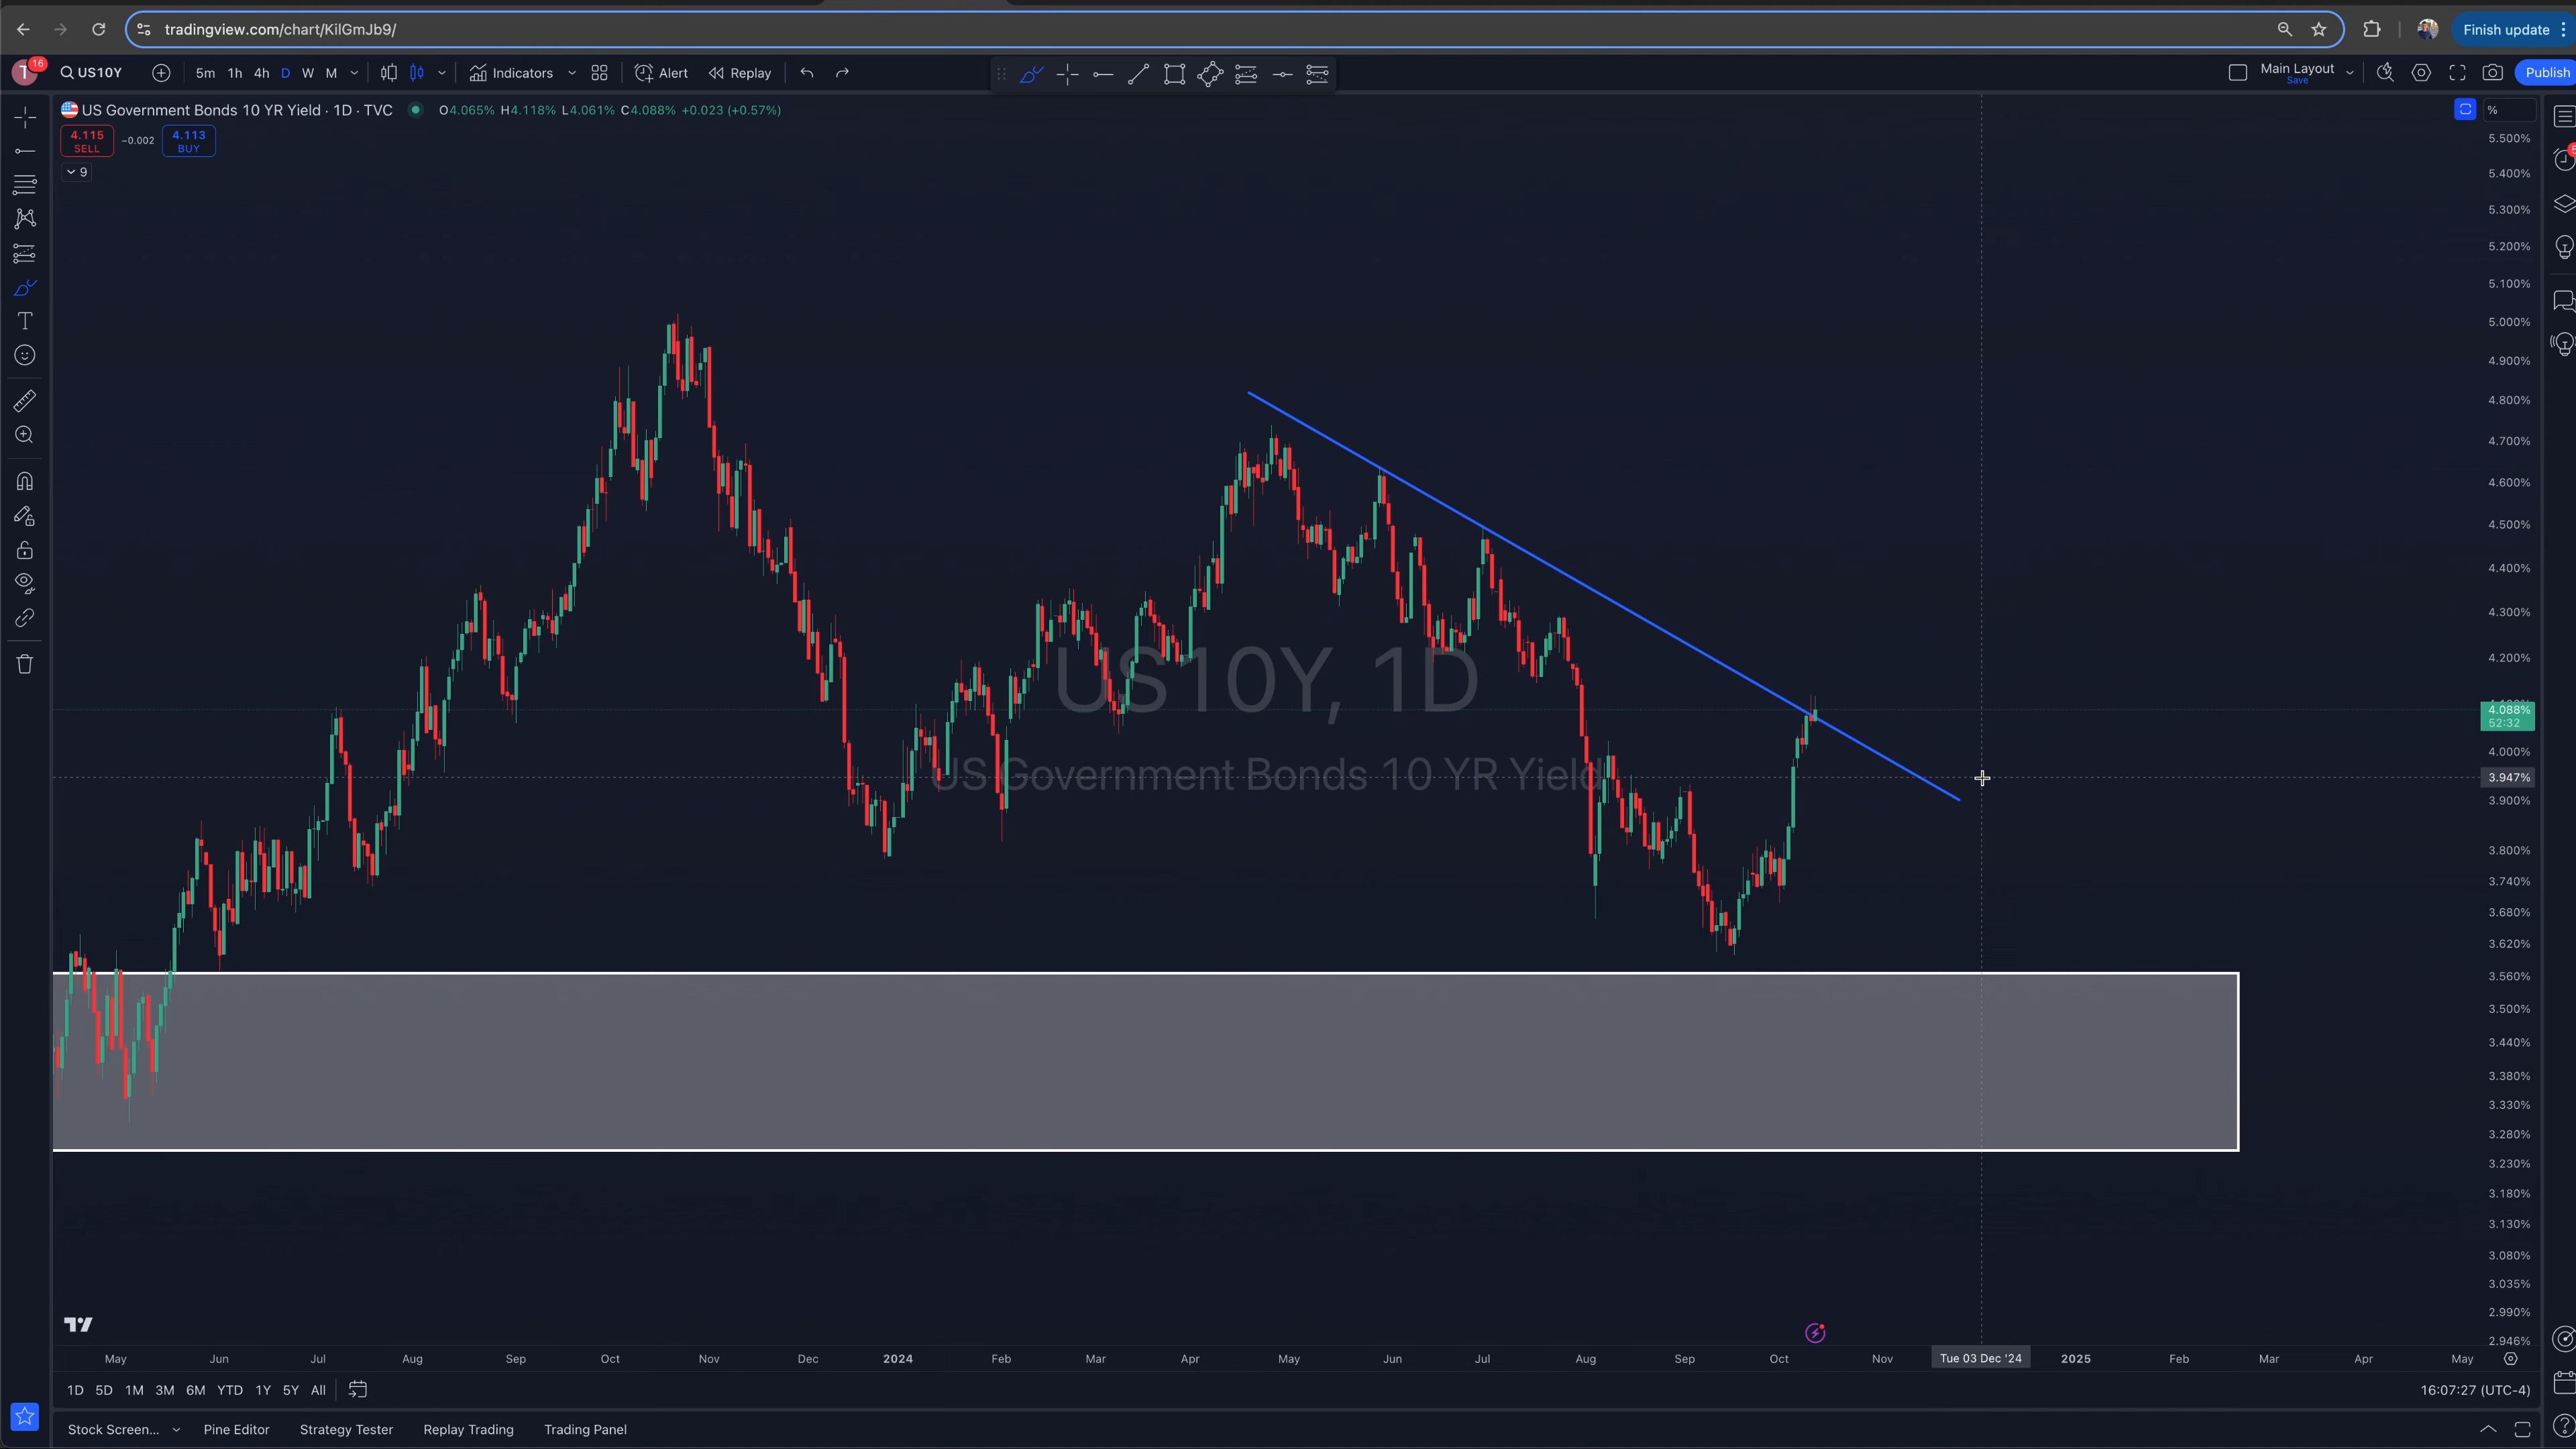 tradingview.com/chart/KilGmJb9/
Finish update
T
16
US10Y
5m 1h 4h D W M
Indicators
Alert
Replay
Main Layout
Save
Publish
US Government Bonds 10 YR Yield · 1D · TVC
O4.065% H4.118% L4.061% C4.088% +0.023 (+0.57%)
4.115
SELL
−0.002
4.113
BUY
9
%
5.500%
5.400%
5.300%
5.200%
5.100%
5.000%
4.900%
4.800%
4.700%
4.600%
4.500%
4.400%
4.300%
4.200%
4.088%
52:32
4.000%
3.947%
3.900%
3.800%
3.740%
3.680%
3.620%
3.560%
3.500%
3.440%
3.380%
3.330%
3.280%
3.230%
3.180%
3.130%
3.080%
3.035%
2.990%
2.946%
US10Y, 1D
US Government Bonds 10 YR Yield
May Jun Jul Aug Sep Oct Nov Dec 2024 Feb Mar Apr May Jun Jul Aug Sep Oct Nov Tue 03 Dec '24 2025 Feb Mar Apr May
1D 5D 1M 3M 6M YTD 1Y 5Y All
16:07:27 (UTC-4)
Stock Screen... Pine Editor Strategy Tester Replay Trading Trading Panel